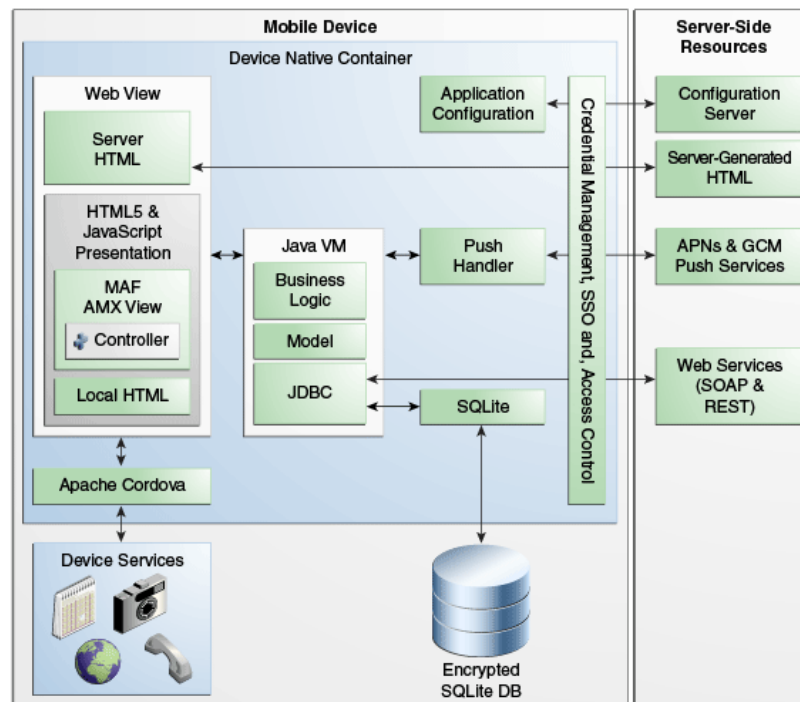 Mobile Device
Device Native Container
Web View
Server
HTML
HTML5 &
JavaScript
Presentation
MAF
AMX View
Controller
Local HTML
Apache Cordova
Device Services
Java VM
Business
Logic
Model
JDBC
Application
Configuration
Push
Handler
SQLite
Encrypted
SQLite DB
Credential Management, SSO and, Access Control
Server-Side
Resources
Configuration
Server
Server-Generated
HTML
APNs & GCM
Push Services
Web Services
(SOAP &
REST)